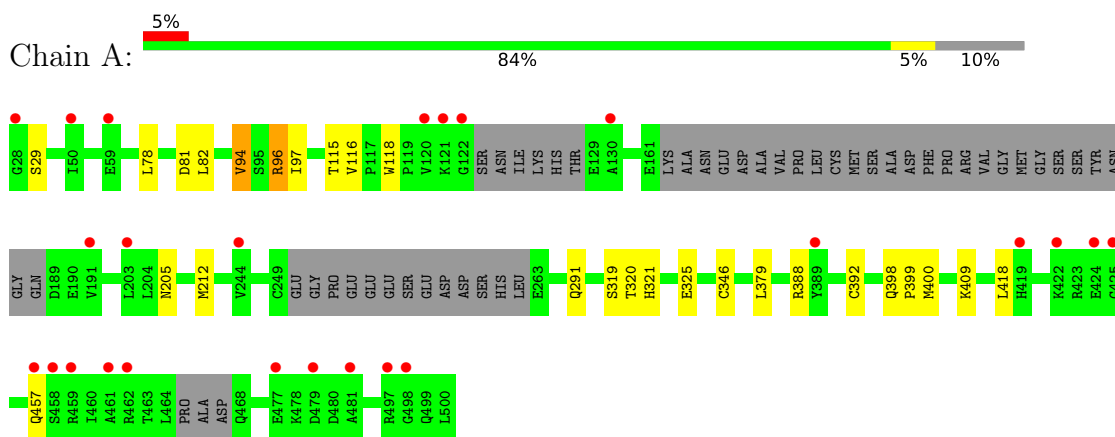 5%
Chain A:
84% 5% 10%
G28 S29 I50 E59 L78 D81 L82 V94 S95 R96 I97 T115 V116 P117 W118 P119 V120 K121 G122 SER ASN ILE LYS HIS THR E129 A130 E161 LYS ALA ASN GLU ASP ALA VAL PRO LEU CYS MET SER ALA ASP PHE PRO ARG VAL GLY MET GLY SER SER TYR ASN
GLY GLN D189 E190 V191 L203 L204 N205 M212 V244 C249 GLU GLY PRO GLU GLU GLU SER GLU ASP ASP SER HIS LEU E263 Q291 S319 T320 H321 E325 C346 L379 R388 Y389 C392 Q398 P399 M400 K409 L418 H419 K422 R423 E424
Q457 S458 R459 I460 A461 R462 T463 L464 PRO ALA ASP Q468 E477 K478 D479 D480 A481 R497 G498 Q499 L500